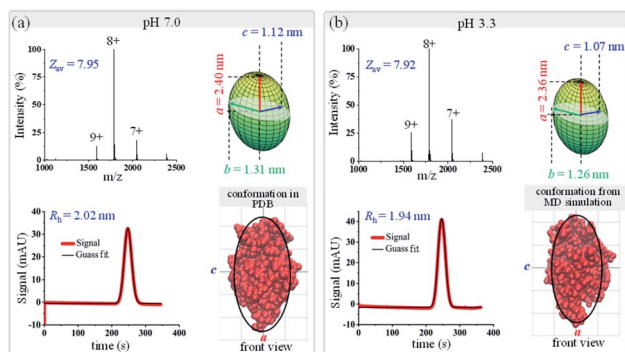 (a)
pH 7.0
Intensity (%)
100
75
50
25
0
Z_av = 7.95
8+
9+
7+
1000
1500
2000
2500
m/z
c = 1.12 nm
a = 2.40 nm
b = 1.31 nm
Signal (mAU)
40
30
20
10
0
-10
R_h = 2.02 nm
Signal
Guass fit
0
100
200
300
400
time (s)
conformation in
PDB
c
a
front view
(b)
pH 3.3
Intensity (%)
100
75
50
25
0
Z_av = 7.92
8+
9+
7+
1000
1500
2000
2500
m/z
c = 1.07 nm
a = 2.36 nm
b = 1.26 nm
Signal (mAU)
50
40
30
20
10
0
-10
R_h = 1.94 nm
Signal
Guass fit
0
100
200
300
400
time (s)
conformation from
MD simulation
c
a
front view